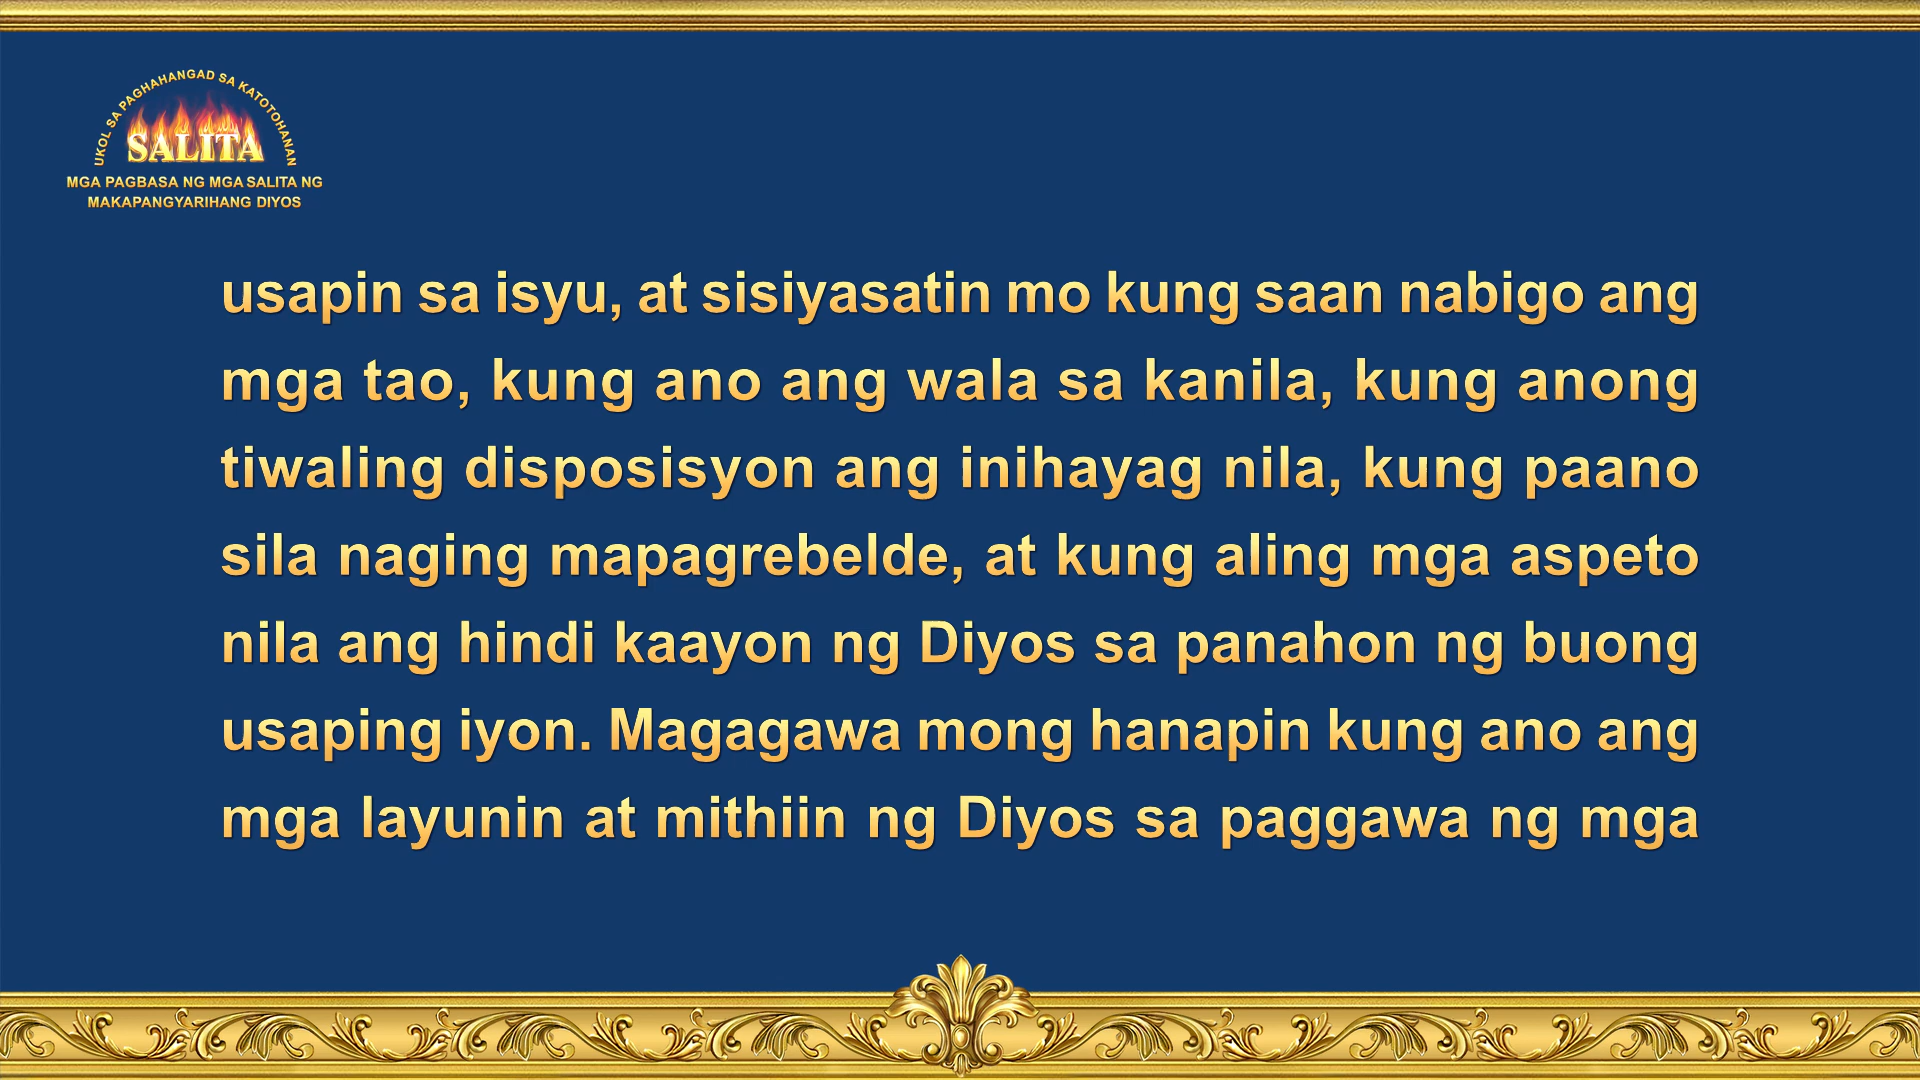 UKOL SA PAGHAHANGAD SA KATOTOHANAN
SALITA
MGA PAGBASA NG MGA SALITA NG
MAKAPANGYARIHANG DIYOS
usapin sa isyu, at sisiyasatin mo kung saan nabigo ang
mga tao, kung ano ang wala sa kanila, kung anong
tiwaling disposisyon ang inihayag nila, kung paano
sila naging mapagrebelde, at kung aling mga aspeto
nila ang hindi kaayon ng Diyos sa panahon ng buong
usaping iyon. Magagawa mong hanapin kung ano ang
mga layunin at mithiin ng Diyos sa paggawa ng mga